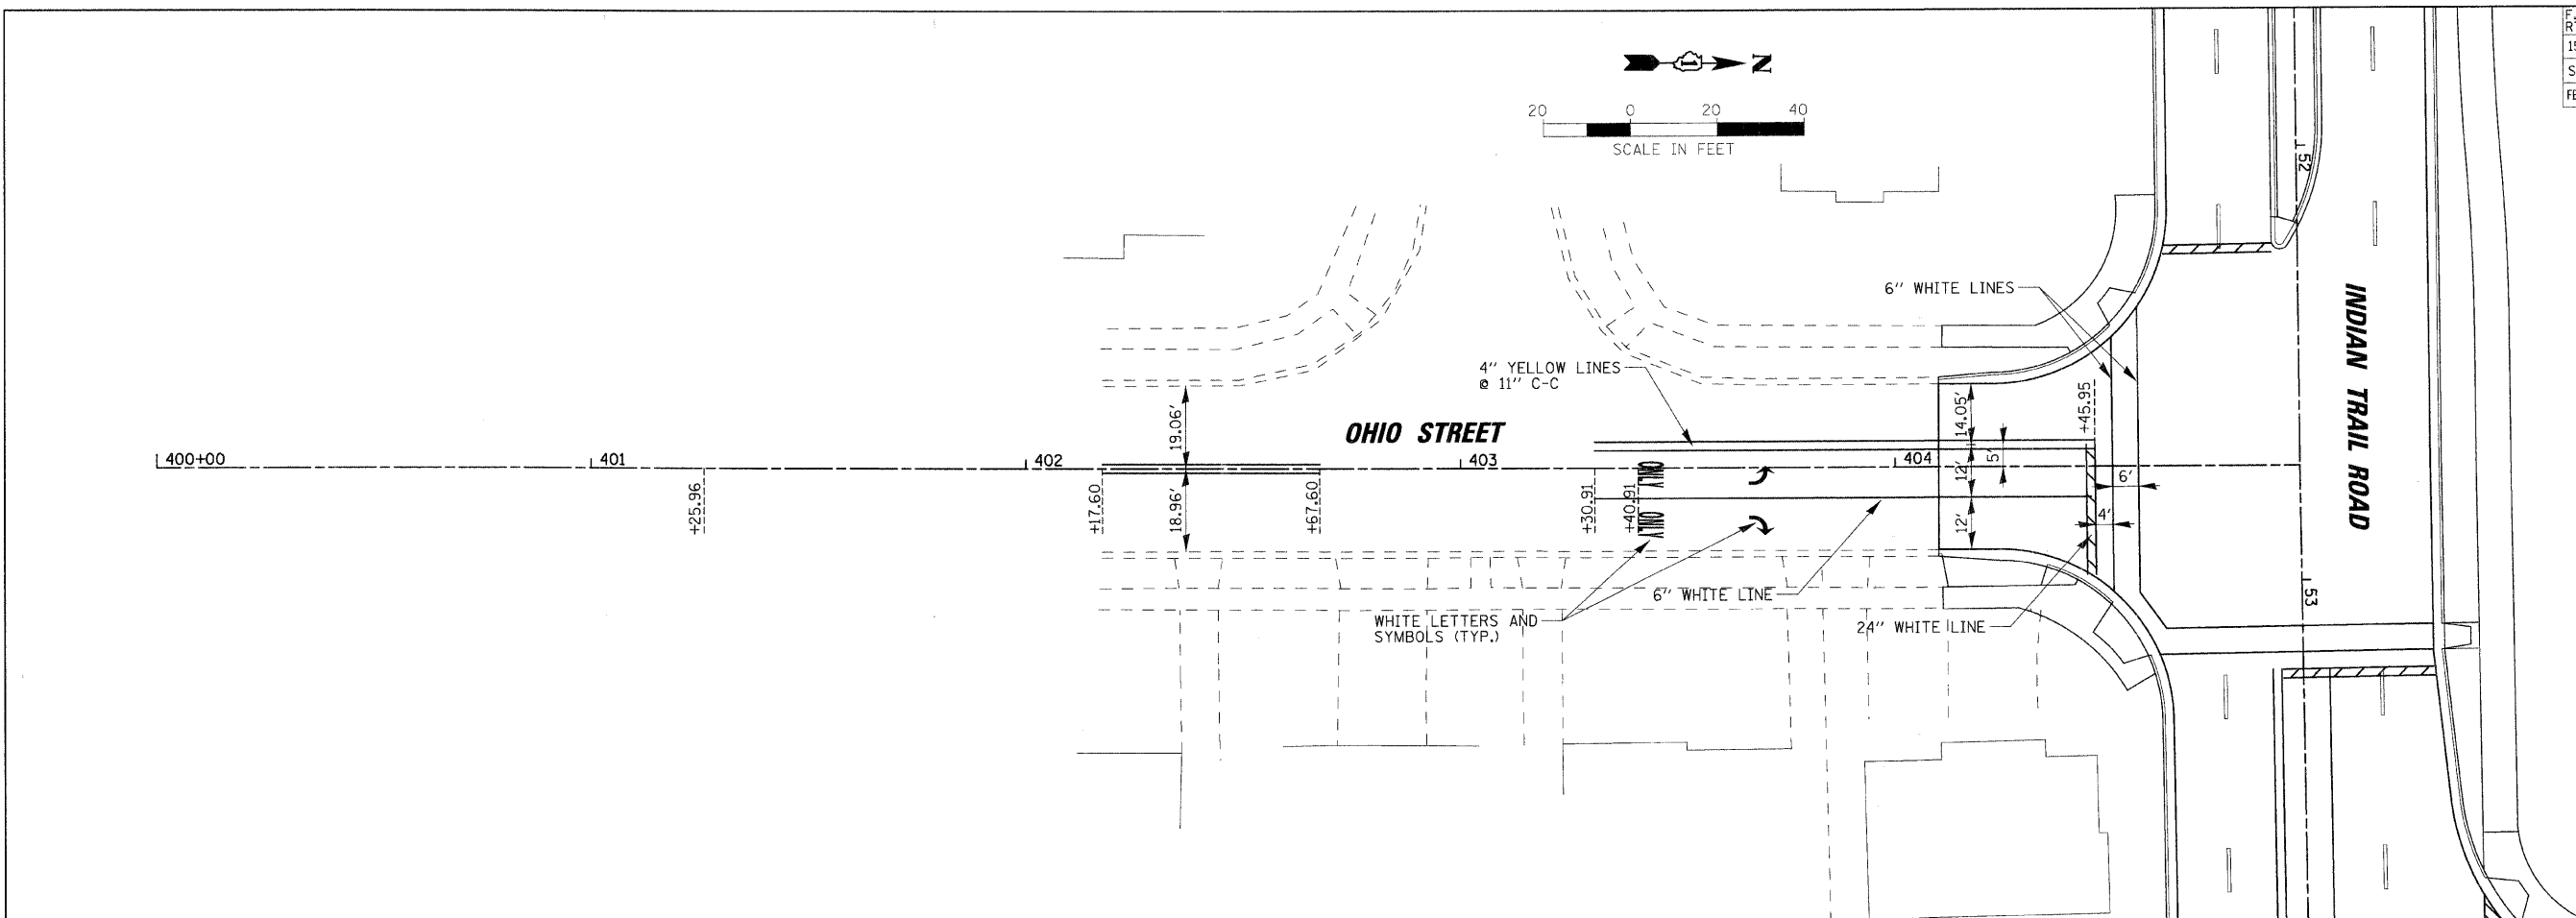 F.
R
15
S
FE
1
N
20 0 20 40
SCALE IN FEET
52
6'' WHITE LINES
4'' YELLOW LINES
@ 11'' C-C
INDIAN TRAIL ROAD
OHIO STREET
19.06'
14.05'
+45.95
400+00
401
402
403
404
5'
12'
6'
+25.96
+17.60
18.96'
+67.60
+30.91
+40.91
ONLY
ONLY
12'
4'
53
6'' WHITE LINE
WHITE LETTERS AND
SYMBOLS (TYP.)
24'' WHITE LINE